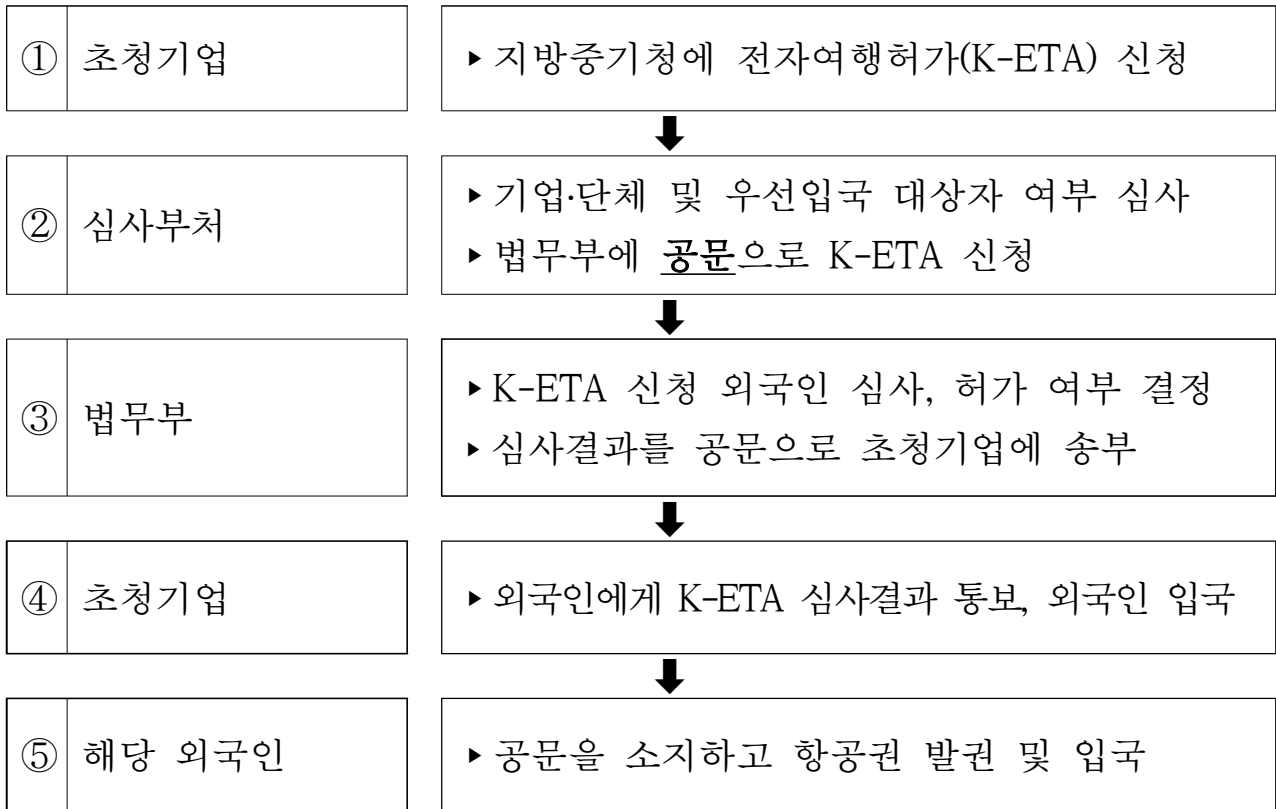 ① 초청기업
▸지방중기청에 전자여행허가(K-ETA) 신청
② 심사부처
▸기업·단체 및 우선입국 대상자 여부 심사
▸법무부에 공문으로 K-ETA 신청
③ 법무부
▸K-ETA 신청 외국인 심사, 허가 여부 결정
▸심사결과를 공문으로 초청기업에 송부
④ 초청기업
▸외국인에게 K-ETA 심사결과 통보, 외국인 입국
⑤ 해당 외국인
▸공문을 소지하고 항공권 발권 및 입국